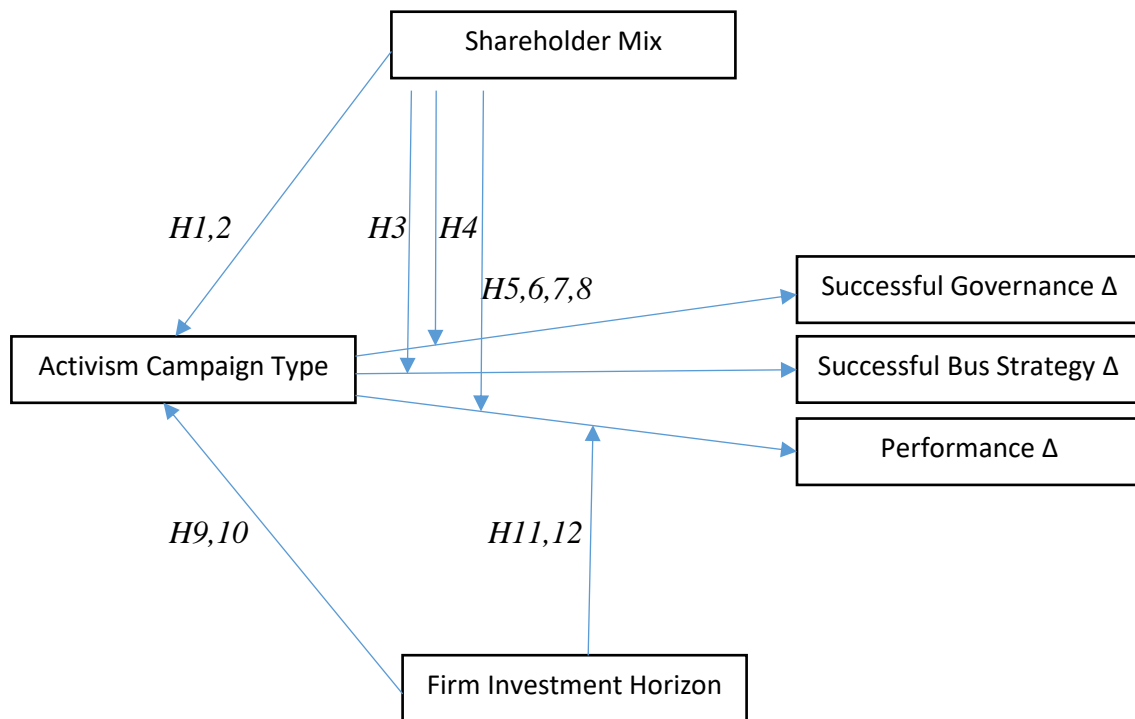 Shareholder Mix
H1,2
H3
H4
H5,6,7,8
Successful Governance Δ
Activism Campaign Type
Successful Bus Strategy Δ
Performance Δ
H9,10
H11,12
Firm Investment Horizon